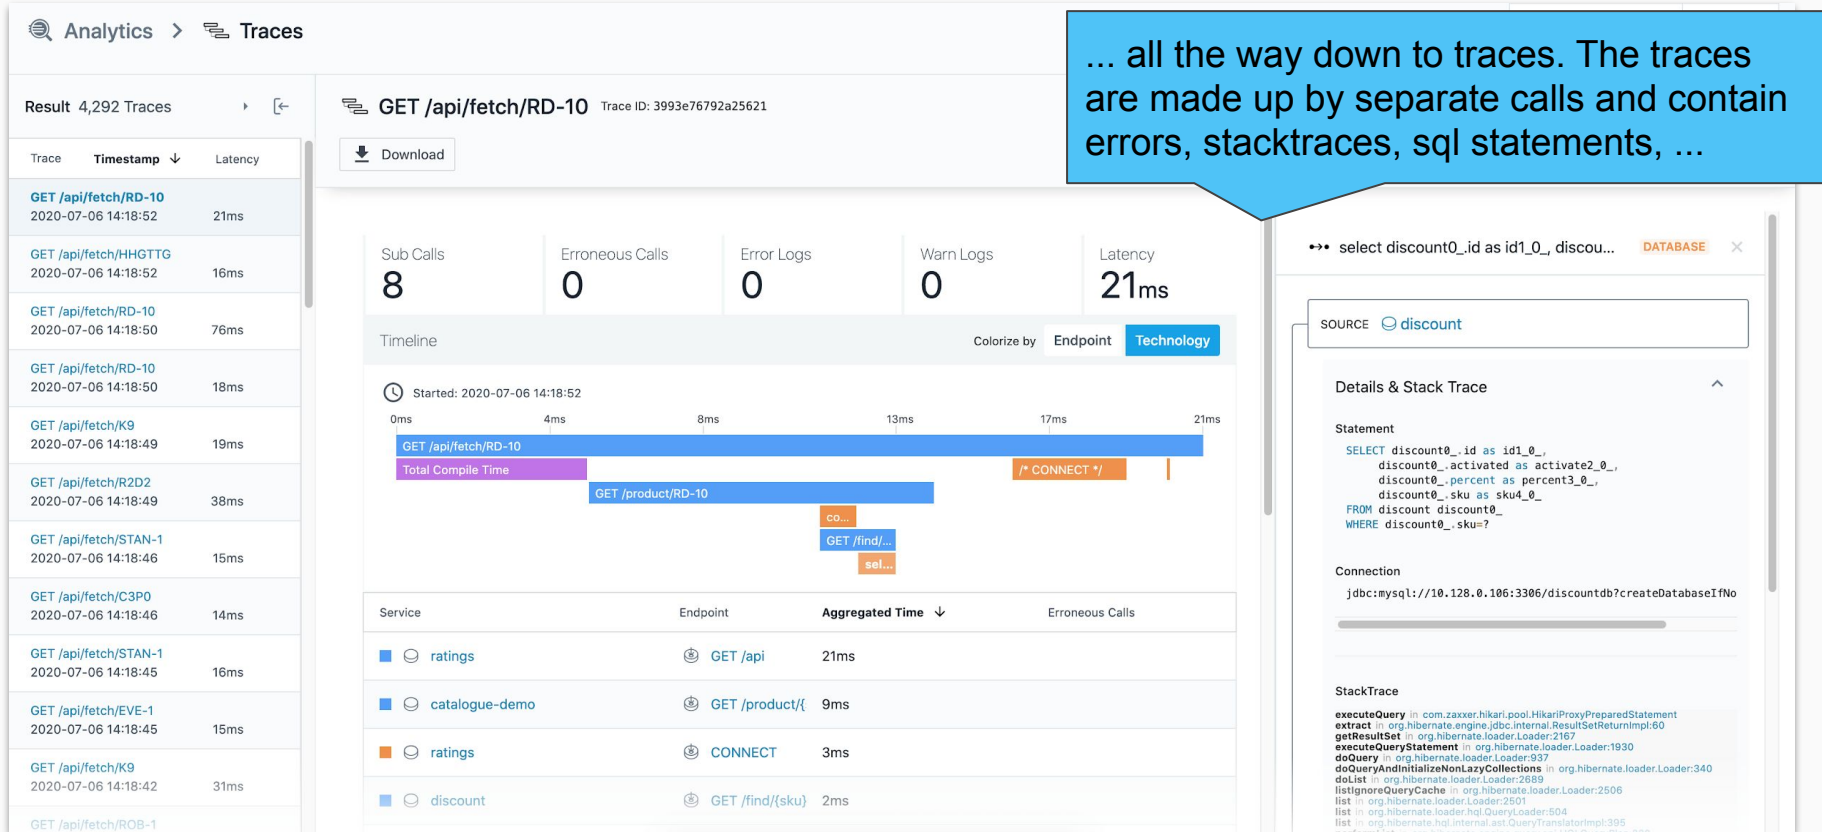 Analytics > Traces
... all the way down to traces. The traces
are made up by separate calls and contain
errors, stacktraces, sql statements, ...
Result 4,292 Traces
Trace Timestamp ↓ Latency
GET /api/fetch/RD-10
2020-07-06 14:18:52 21ms
GET /api/fetch/HHGTTG
2020-07-06 14:18:52 16ms
GET /api/fetch/RD-10
2020-07-06 14:18:50 76ms
GET /api/fetch/RD-10
2020-07-06 14:18:50 18ms
GET /api/fetch/K9
2020-07-06 14:18:49 19ms
GET /api/fetch/R2D2
2020-07-06 14:18:49 38ms
GET /api/fetch/STAN-1
2020-07-06 14:18:46 15ms
GET /api/fetch/C3P0
2020-07-06 14:18:46 14ms
GET /api/fetch/STAN-1
2020-07-06 14:18:45 16ms
GET /api/fetch/EVE-1
2020-07-06 14:18:45 15ms
GET /api/fetch/K9
2020-07-06 14:18:42 31ms
GET /api/fetch/ROB-1
GET /api/fetch/RD-10 Trace ID: 3993e76792a25621
Download
Sub Calls Erroneous Calls Error Logs Warn Logs Latency
8 0 0 0 21ms
Timeline Colorize by Endpoint Technology
Started: 2020-07-06 14:18:52
0ms 4ms 8ms 13ms 17ms 21ms
GET /api/fetch/RD-10
Total Compile Time /* CONNECT */
GET /product/RD-10
co...
GET /find/...
sel...
Service Endpoint Aggregated Time ↓ Erroneous Calls
ratings GET /api 21ms
catalogue-demo GET /product/{ 9ms
ratings CONNECT 3ms
discount GET /find/{sku} 2ms
select discount0_.id as id1_0_, discou... DATABASE
SOURCE discount
Details & Stack Trace
Statement
SELECT discount0_.id as id1_0_,
discount0_.activated as activate2_0_,
discount0_.percent as percent3_0_,
discount0_.sku as sku4_0_
FROM discount discount0_
WHERE discount0_.sku=?
Connection
jdbc:mysql://10.128.0.106:3306/discountdb?createDatabaseIfNo
StackTrace
executeQuery in com.zaxxer.hikari.pool.HikariProxyPreparedStatement
extract in org.hibernate.engine.jdbc.internal.ResultSetReturnImpl:60
getResultSet in org.hibernate.loader.Loader:2167
executeQueryStatement in org.hibernate.loader.Loader:1930
doQuery in org.hibernate.loader.Loader:937
doQueryAndInitializeNonLazyCollections in org.hibernate.loader.Loader:340
doList in org.hibernate.loader.Loader:2689
listIgnoreQueryCache in org.hibernate.loader.Loader:2506
list in org.hibernate.loader.Loader:2501
list in org.hibernate.loader.hql.QueryLoader:504
list in org.hibernate.hql.internal.ast.QueryTranslatorImpl:395